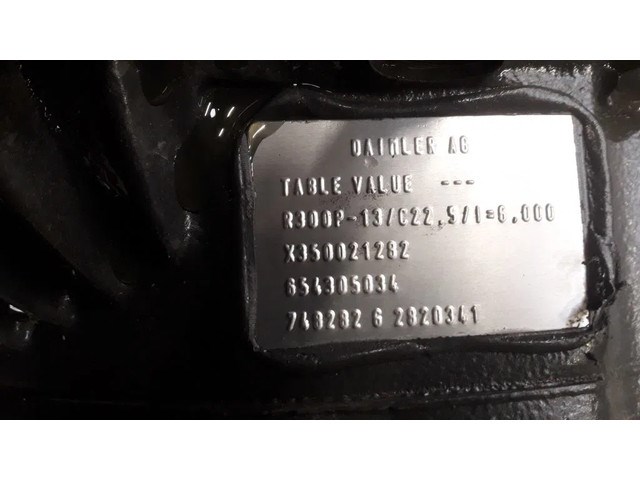 DAIMLER AG
TABLE VALUE ---
R300P-13/C22,5/I=6,000
X350021282
654305034
748282 6 2820341